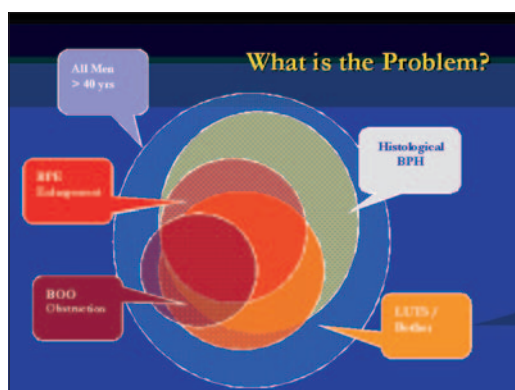 What is the Problem?
All Men
> 40 yrs
Histological
BPH
BPE
Enlargement
BOO
Obstruction
LUTS /
Bother